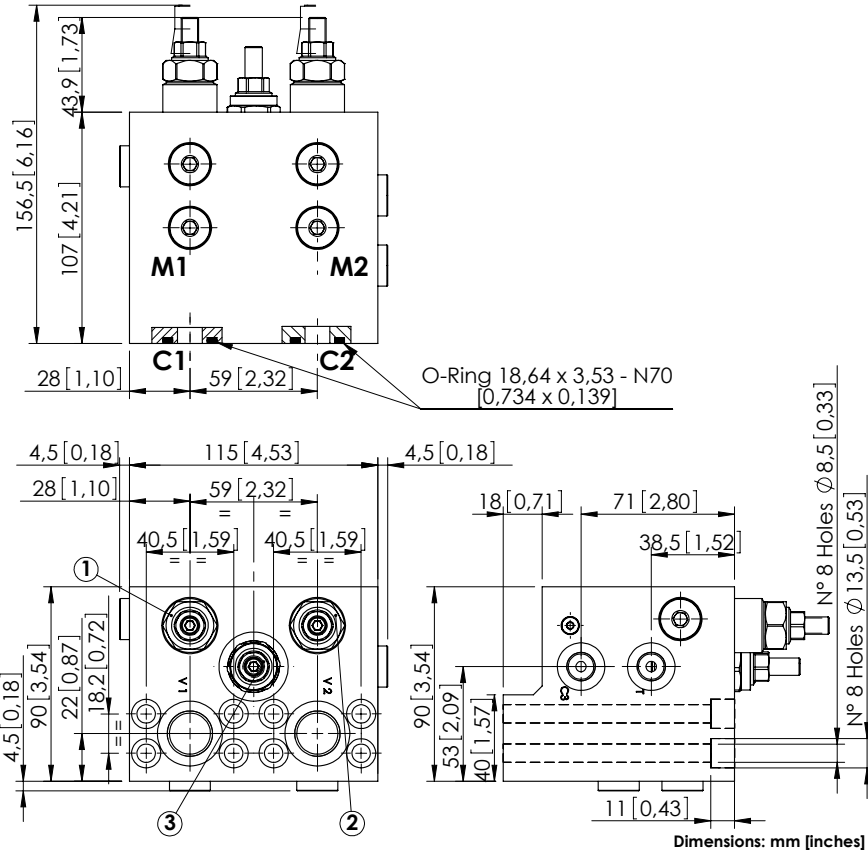 156,5 [6,16]
43,9 [1,73]
107 [4,21]
M1
M2
C1
C2
28 [1,10]
59 [2,32]
O-Ring 18,64 x 3,53 - N70
[0,734 x 0,139]
4,5 [0,18]
115 [4,53]
4,5 [0,18]
28 [1,10]
59 [2,32]
= =
40,5 [1,59]
40,5 [1,59]
= =
= =
1
V1
V2
90 [3,54]
22 [0,87]
18,2 [0,72]
=
=
4,5 [0,18]
3
2
18 [0,71]
71 [2,80]
38,5 [1,52]
C3
T
90 [3,54]
53 [2,09]
40 [1,57]
11 [0,43]
N° 8 Holes Ø 8,5 [0,33]
N° 8 Holes Ø 13,5 [0,53]
Dimensions: mm [inches]